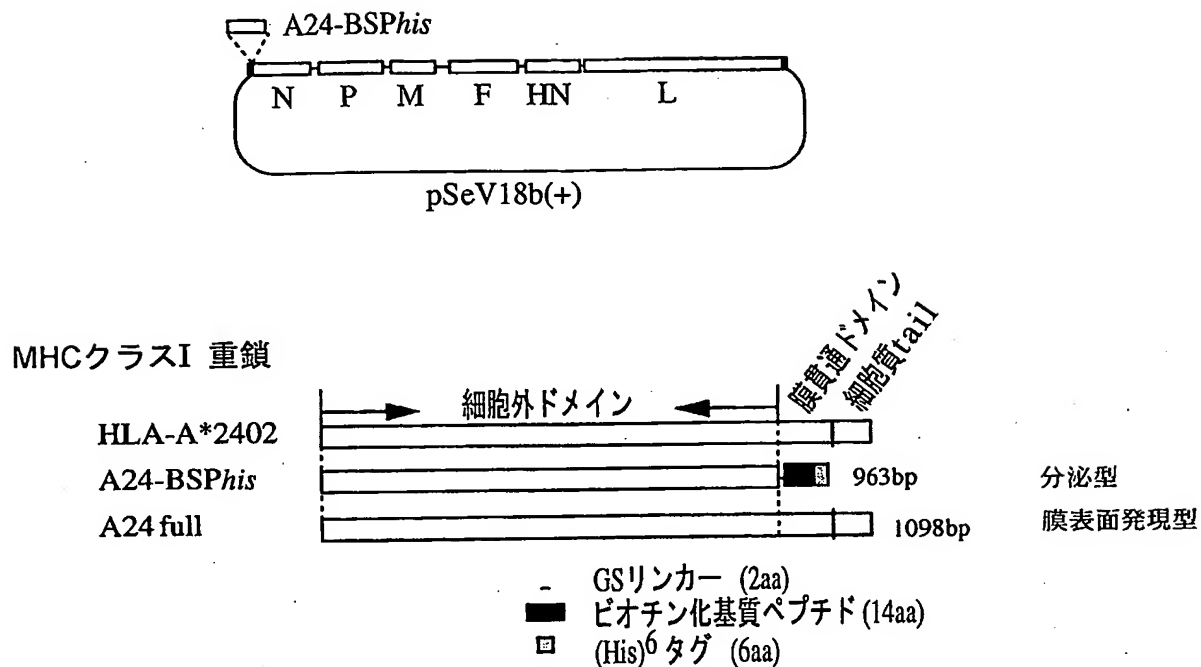 A24-BSPhis
N P M F HN L
pSeV18b(+)
膜貫通ドメイン
細胞質tail
MHCクラスI 重鎖
細胞外ドメイン
HLA-A*2402
A24-BSPhis 963bp 分泌型
A24 full 1098bp 膜表面発現型
GSリンカー (2aa)
ビオチン化基質ペプチド (14aa)
(His)6 タグ (6aa)